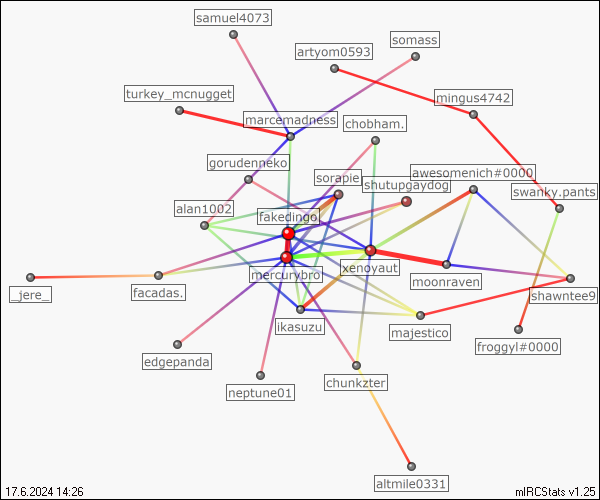 samuel4073
somass
artyom0593
turkey_mcnugget
mingus4742
marcemadness
chobham.
gorudenneko
awesomenich#0000
sorapie
shutupgaydog
swanky.pants
alan1002
fakedingo.
xenoyaut
mercurybro
moonraven
_jere_
facadas.
shawntee9
ikasuzu
majestico
froggyl#0000
edgepanda
chunkzter
neptune01
altmile0331
17.6.2024 14:26
mIRCStats v1.25